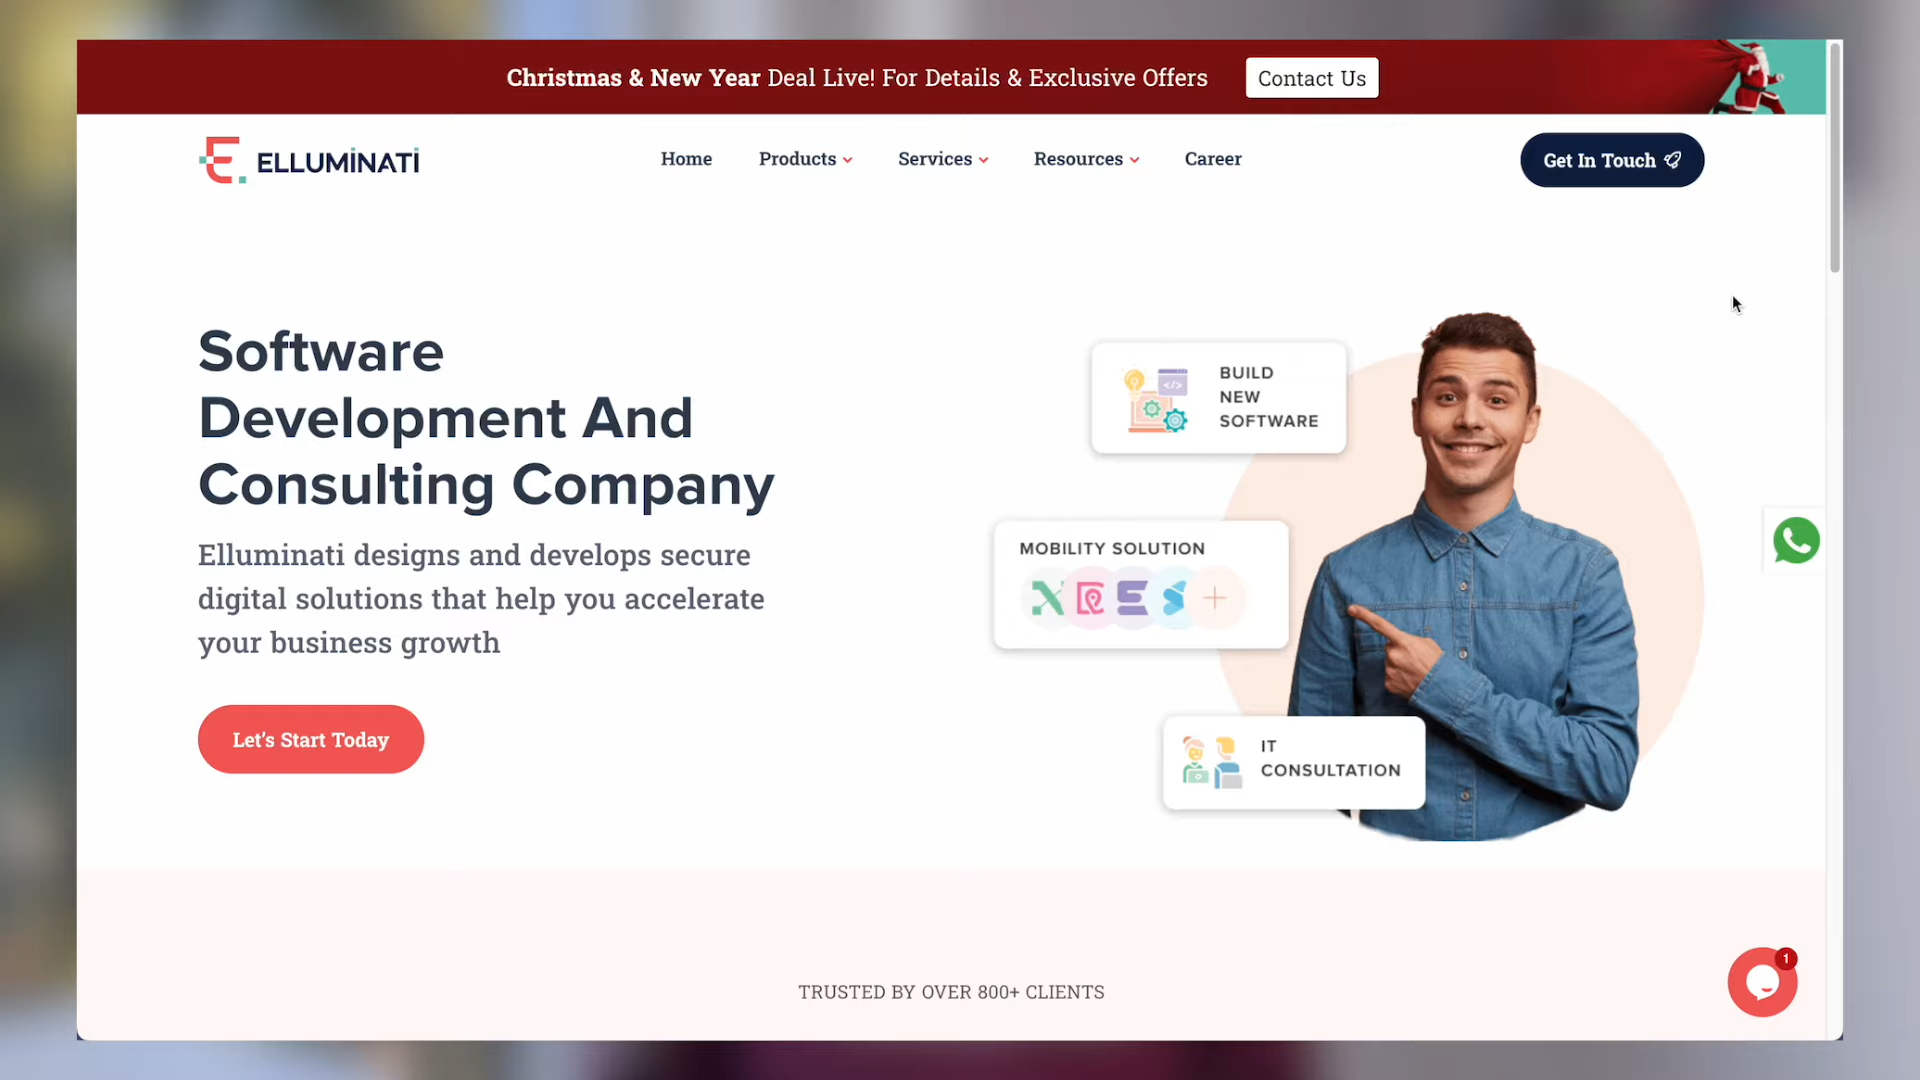 Christmas & New Year Deal Live! For Details & Exclusive Offers
Contact Us
ELLUMINATI
Home
Products
Services
Resources
Career
Get In Touch
Software
Development And
Consulting Company
Elluminati designs and develops secure
digital solutions that help you accelerate
your business growth
Let's Start Today
BUILD
NEW
SOFTWARE
MOBILITY SOLUTION
IT
CONSULTATION
TRUSTED BY OVER 800+ CLIENTS
1